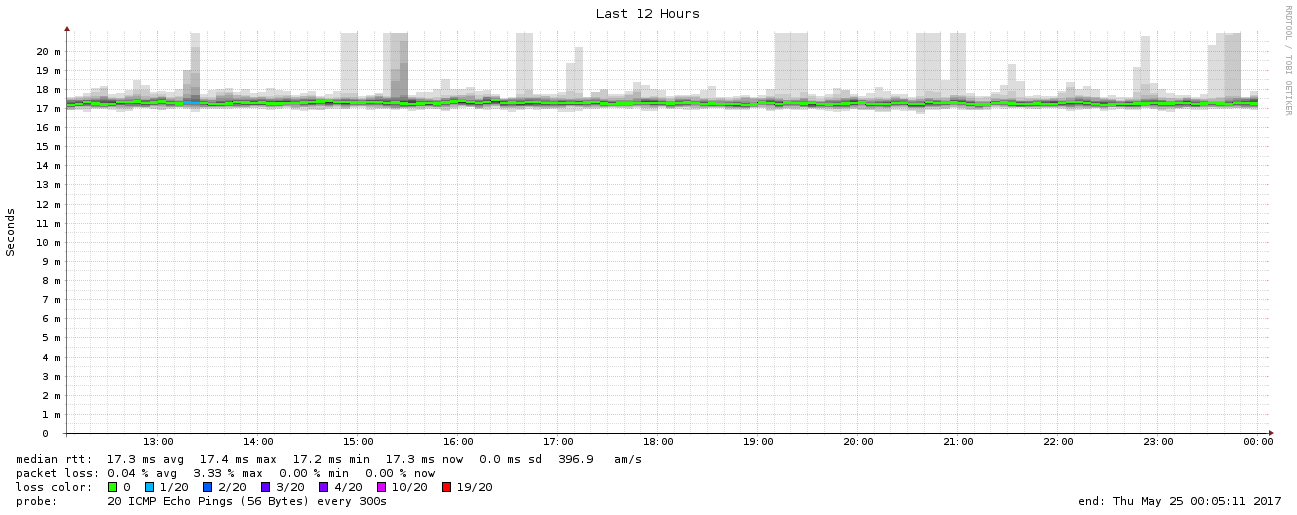 Last 12 Hours
RRDTOOL / TOBI OETIKER
Seconds
20 m
19 m
18 m
17 m
16 m
15 m
14 m
13 m
12 m
11 m
10 m
9 m
8 m
7 m
6 m
5 m
4 m
3 m
2 m
1 m
0
13:00 14:00 15:00 16:00 17:00 18:00 19:00 20:00 21:00 22:00 23:00 00:00
median rtt: 17.3 ms avg 17.4 ms max 17.2 ms min 17.3 ms now 0.0 ms sd 396.9 am/s
packet loss: 0.04 % avg 3.33 % max 0.00 % min 0.00 % now
loss color: 0 1/20 2/20 3/20 4/20 10/20 19/20
probe: 20 ICMP Echo Pings (56 Bytes) every 300s end: Thu May 25 00:05:11 2017